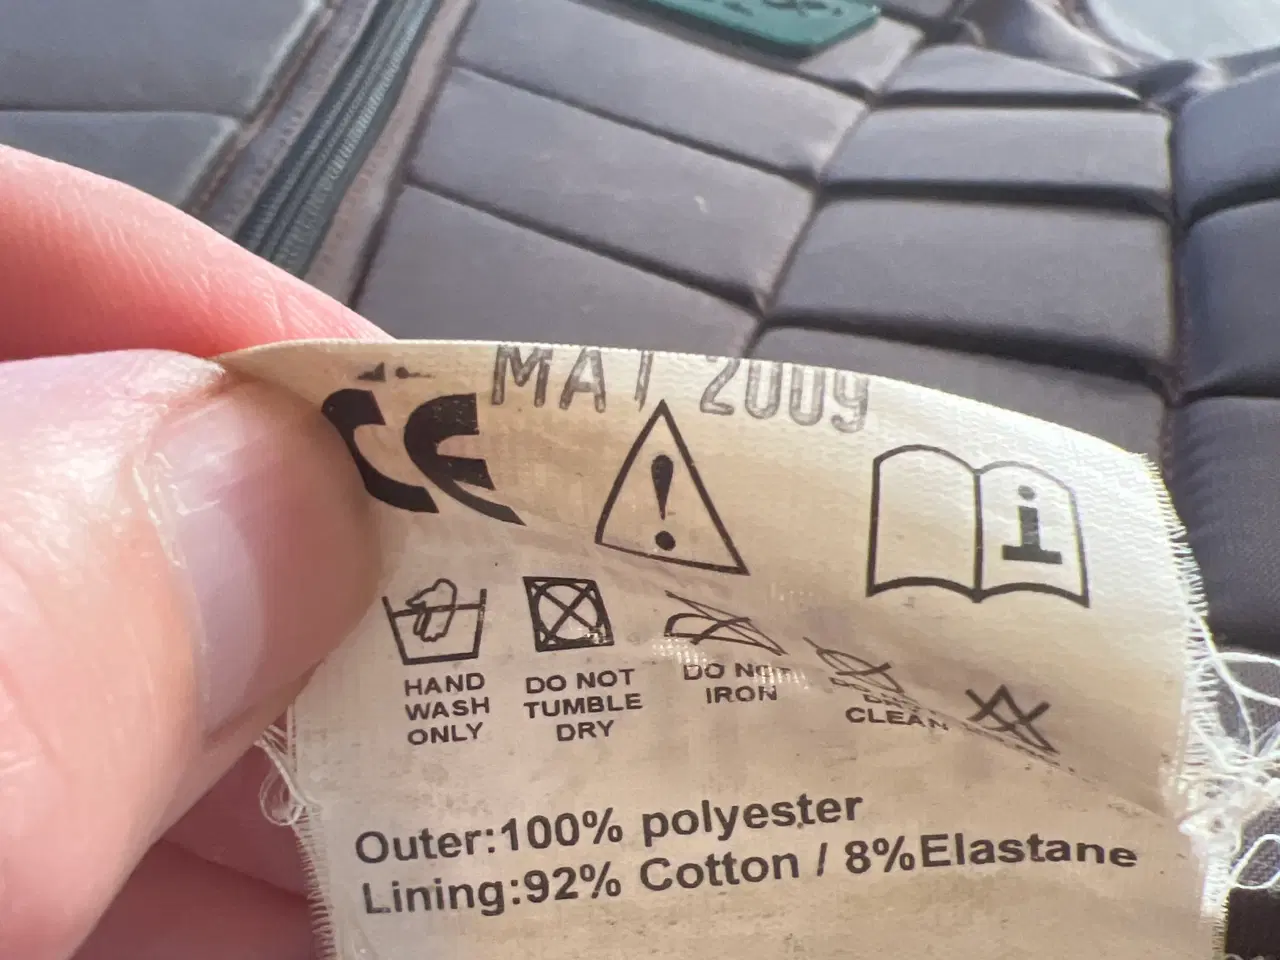 CE
MAY 2009
i
HAND
WASH
ONLY
DO NOT
TUMBLE
DRY
DO NOT
IRON
CLEAN
Outer:100% polyester
Lining:92% Cotton / 8%Elastane